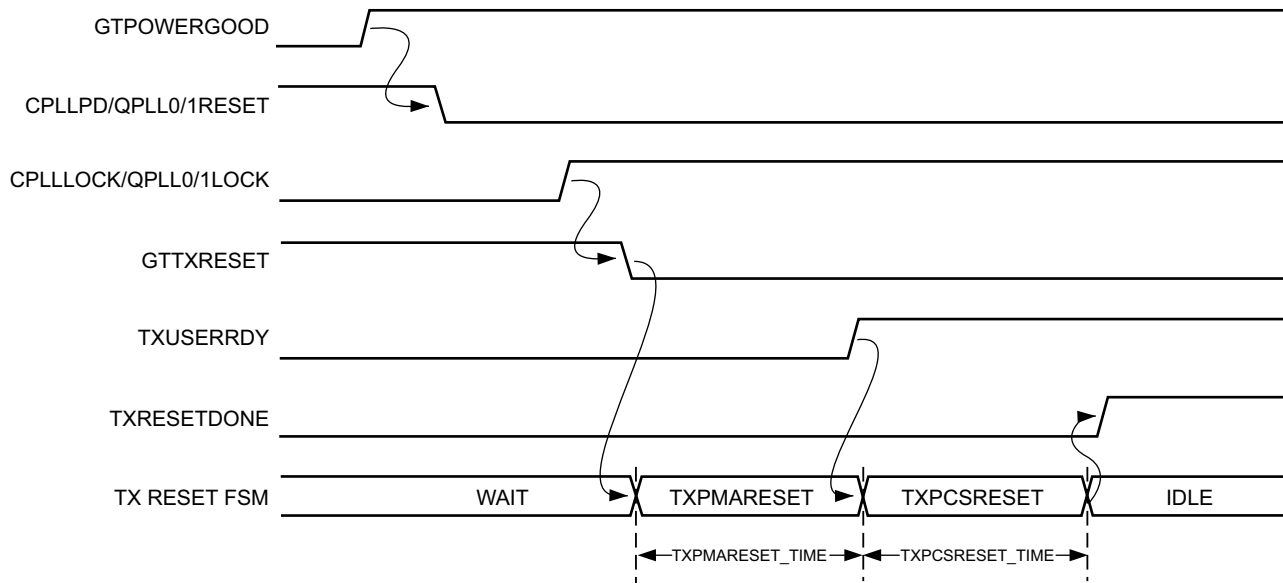 GTPOWERGOOD
CPLLPD/QPLL0/1RESET
CPLLLOCK/QPLL0/1LOCK
GTTXRESET
TXUSERRDY
TXRESETDONE
TX RESET FSM WAIT TXPMARESET TXPCSRESET IDLE
TXPMARESET_TIME TXPCSRESET_TIME